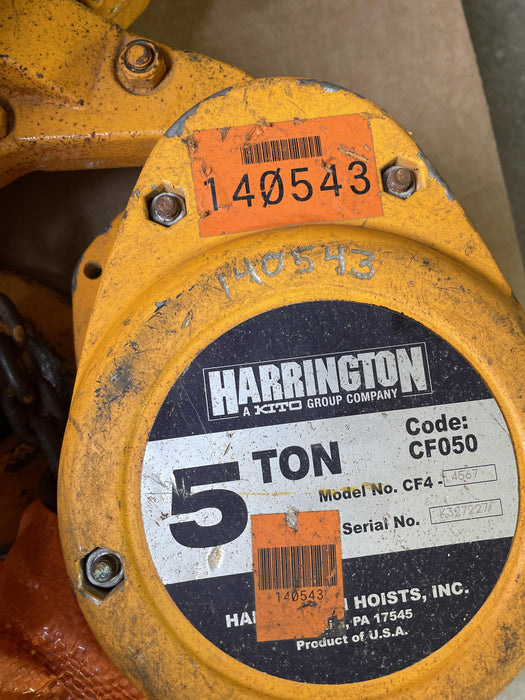 140543
140543
HARRINGTON
A KITO GROUP COMPANY
5 TON
Code:
CF050
Model No. CF4 - 4567
Serial No.
140543
HOISTS, INC.
PA 17545
Product of U.S.A.